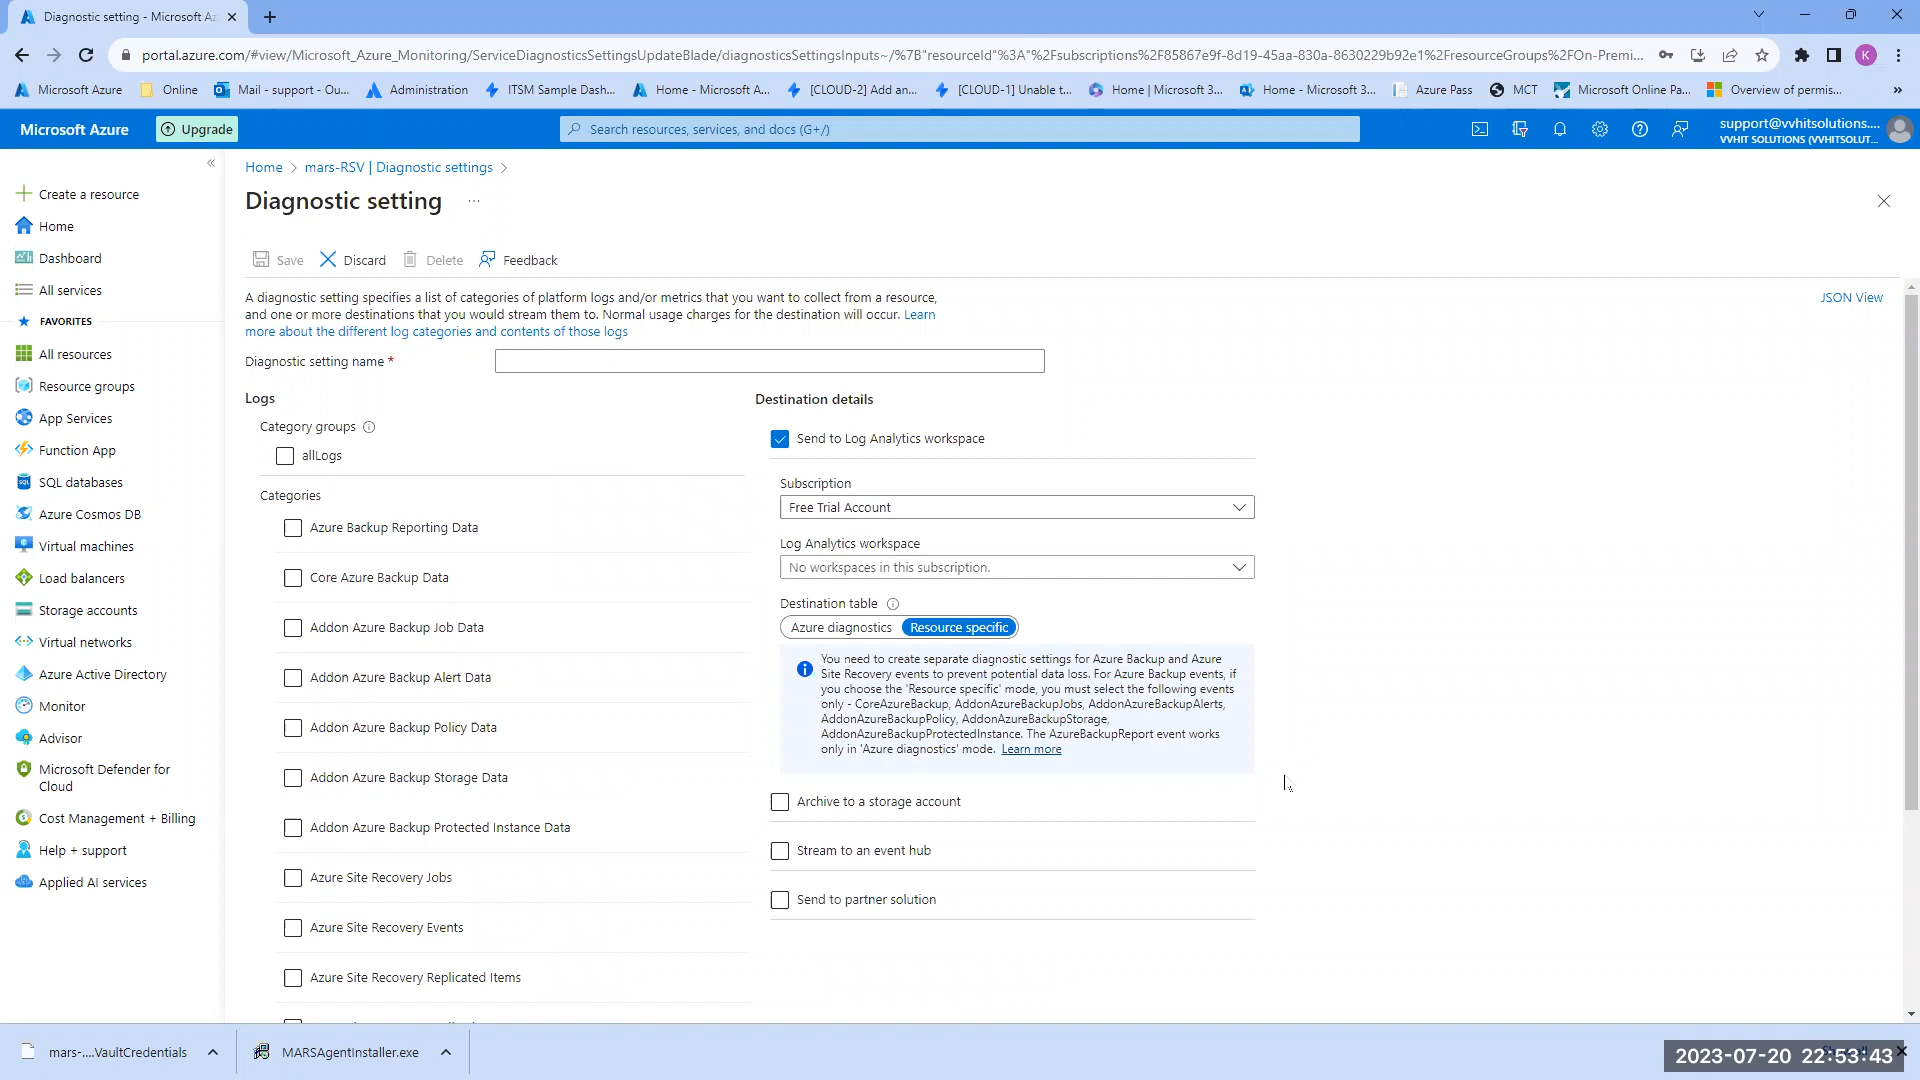 Diagnostic setting - Microsoft Az
portal.azure.com/#view/Microsoft_Azure_Monitoring/ServiceDiagnosticsSettingsUpdateBlade/diagnosticsSettingsInputs~/%7B"resourceId"%3A"%2Fsubscriptions%2F85867e9f-8d19-45aa-830a-8630229b92e1%2FresourceGroups%2FOn-Premi...
K
Microsoft Azure
Online
Mail - support - Ou...
Administration
ITSM Sample Dash...
Home - Microsoft A...
[CLOUD-2] Add an...
[CLOUD-1] Unable t...
Home | Microsoft 3...
Home - Microsoft 3...
Azure Pass
MCT
Microsoft Online Pa...
Overview of permis...
»
Microsoft Azure
Upgrade
Search resources, services, and docs (G+/)
support@vvhitsolutions....
VVHIT SOLUTIONS (VVHITSOLUT...
«
Create a resource
Home
Dashboard
All services
FAVORITES
All resources
Resource groups
App Services
Function App
SQL databases
Azure Cosmos DB
Virtual machines
Load balancers
Storage accounts
Virtual networks
Azure Active Directory
Monitor
Advisor
Microsoft Defender for
Cloud
Cost Management + Billing
Help + support
Applied AI services
Home > mars-RSV | Diagnostic settings >
Diagnostic setting ...
Save
Discard
Delete
Feedback
A diagnostic setting specifies a list of categories of platform logs and/or metrics that you want to collect from a resource,
and one or more destinations that you would stream them to. Normal usage charges for the destination will occur. Learn
more about the different log categories and contents of those logs
JSON View
Diagnostic setting name *
Logs
Category groups
allLogs
Categories
Azure Backup Reporting Data
Core Azure Backup Data
Addon Azure Backup Job Data
Addon Azure Backup Alert Data
Addon Azure Backup Policy Data
Addon Azure Backup Storage Data
Addon Azure Backup Protected Instance Data
Azure Site Recovery Jobs
Azure Site Recovery Events
Azure Site Recovery Replicated Items
Destination details
Send to Log Analytics workspace
Subscription
Free Trial Account
Log Analytics workspace
No workspaces in this subscription.
Destination table
Azure diagnostics
Resource specific
You need to create separate diagnostic settings for Azure Backup and Azure
Site Recovery events to prevent potential data loss. For Azure Backup events, if
you choose the 'Resource specific' mode, you must select the following events
only - CoreAzureBackup, AddonAzureBackupJobs, AddonAzureBackupAlerts,
AddonAzureBackupPolicy, AddonAzureBackupStorage,
AddonAzureBackupProtectedInstance. The AzureBackupReport event works
only in 'Azure diagnostics' mode. Learn more
Archive to a storage account
Stream to an event hub
Send to partner solution
mars-....VaultCredentials
MARSAgentInstaller.exe
2023-07-20 22:53:43